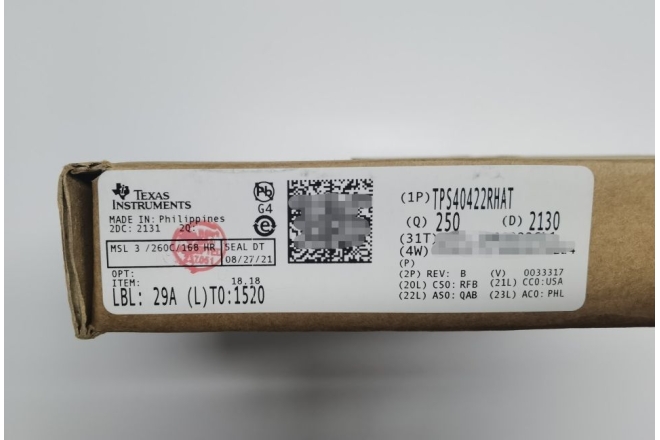 TEXAS
INSTRUMENTS
MADE IN: Philippines
2DC: 2131 2Q:
MSL 3 /260C/168 HR
SEAL DT
08/27/21
OPT:
ITEM: 18.18
LBL: 29A (L)TO:1520
Pb
G4
e
(1P) TPS40422RHAT
(Q) 250 (D) 2130
(31T)
(4W)
(P)
(2P) REV: B (V) 0033317
(20L) CSO: RFB (21L) CCO:USA
(22L) ASO: QAB (23L) ACO: PHL